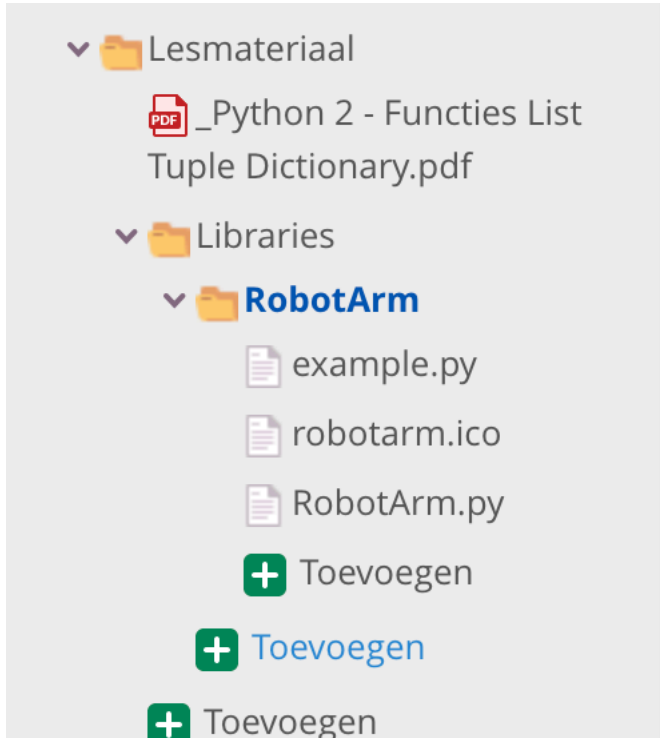 Lesmateriaal
PDF _Python 2 - Functies List
Tuple Dictionary.pdf
Libraries
RobotArm
example.py
robotarm.ico
RobotArm.py
Toevoegen
Toevoegen
Toevoegen